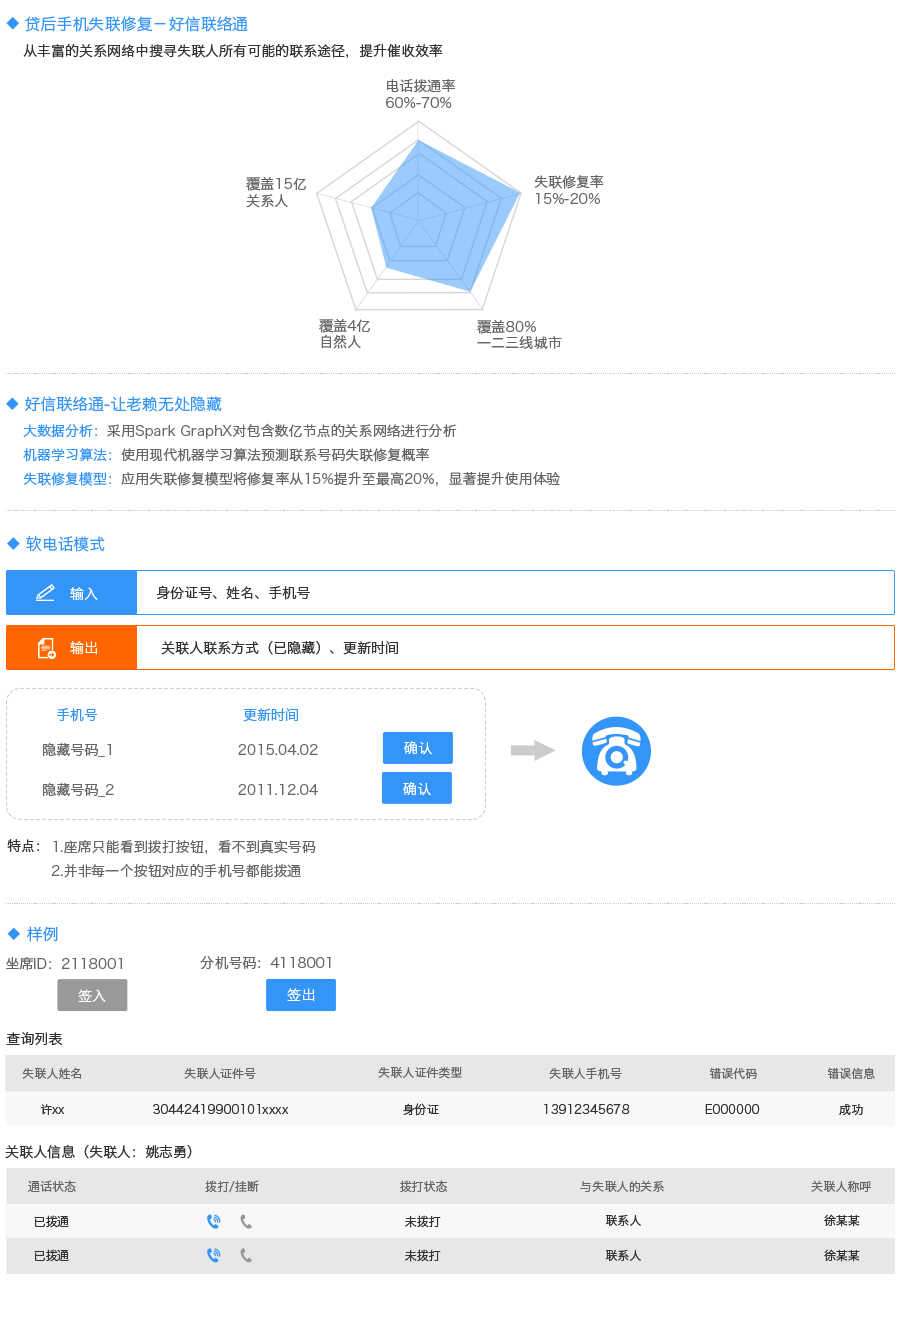 贷后手机失联修复－好信联络通
从丰富的关系网络中搜寻失联人所有可能的联系途径，提升催收效率
电话拨通率
60%-70%
覆盖15亿
关系人
失联修复率
15%-20%
覆盖4亿
自然人
覆盖80%
一二三线城市
好信联络通-让老赖无处隐藏
大数据分析：采用Spark GraphX对包含数亿节点的关系网络进行分析
机器学习算法：使用现代机器学习算法预测联系号码失联修复概率
失联修复模型：应用失联修复模型将修复率从15%提升至最高20%，显著提升使用体验
软电话模式
输入 身份证号、姓名、手机号
输出 关联人联系方式（已隐藏）、更新时间
手机号 更新时间
隐藏号码_1 2015.04.02 确认
隐藏号码_2 2011.12.04 确认
特点： 1.座席只能看到拨打按钮，看不到真实号码
2.并非每一个按钮对应的手机号都能拨通
样例
坐席ID：2118001 分机号码：4118001
签入 签出
查询列表
失联人姓名 失联人证件号 失联人证件类型 失联人手机号 错误代码 错误信息
许xx 30442419900101xxxx 身份证 13912345678 E000000 成功
关联人信息（失联人：姚志勇）
通话状态 拨打/挂断 拨打状态 与失联人的关系 关联人称呼
已拨通 未拨打 联系人 徐某某
已拨通 未拨打 联系人 徐某某